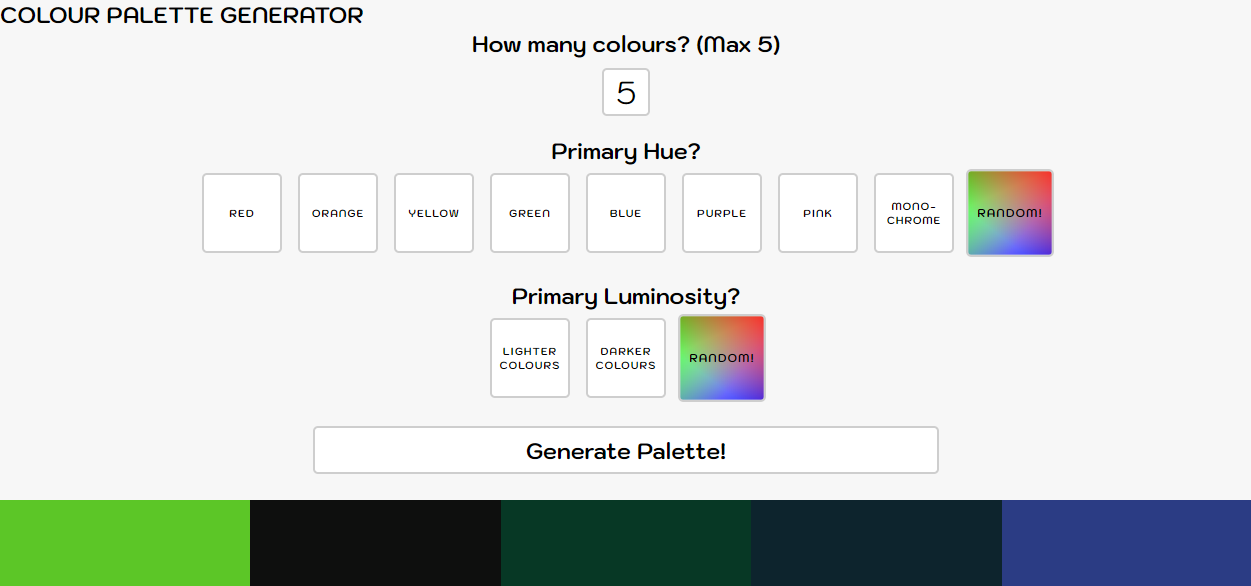 COLOUR PALETTE GENERATOR
How many colours? (Max 5)
5
Primary Hue?
RED
ORANGE
YELLOW
GREEN
BLUE
PURPLE
PINK
MONO-
CHROME
RANDOM!
Primary Luminosity?
LIGHTER
COLOURS
DARKER
COLOURS
RANDOM!
Generate Palette!